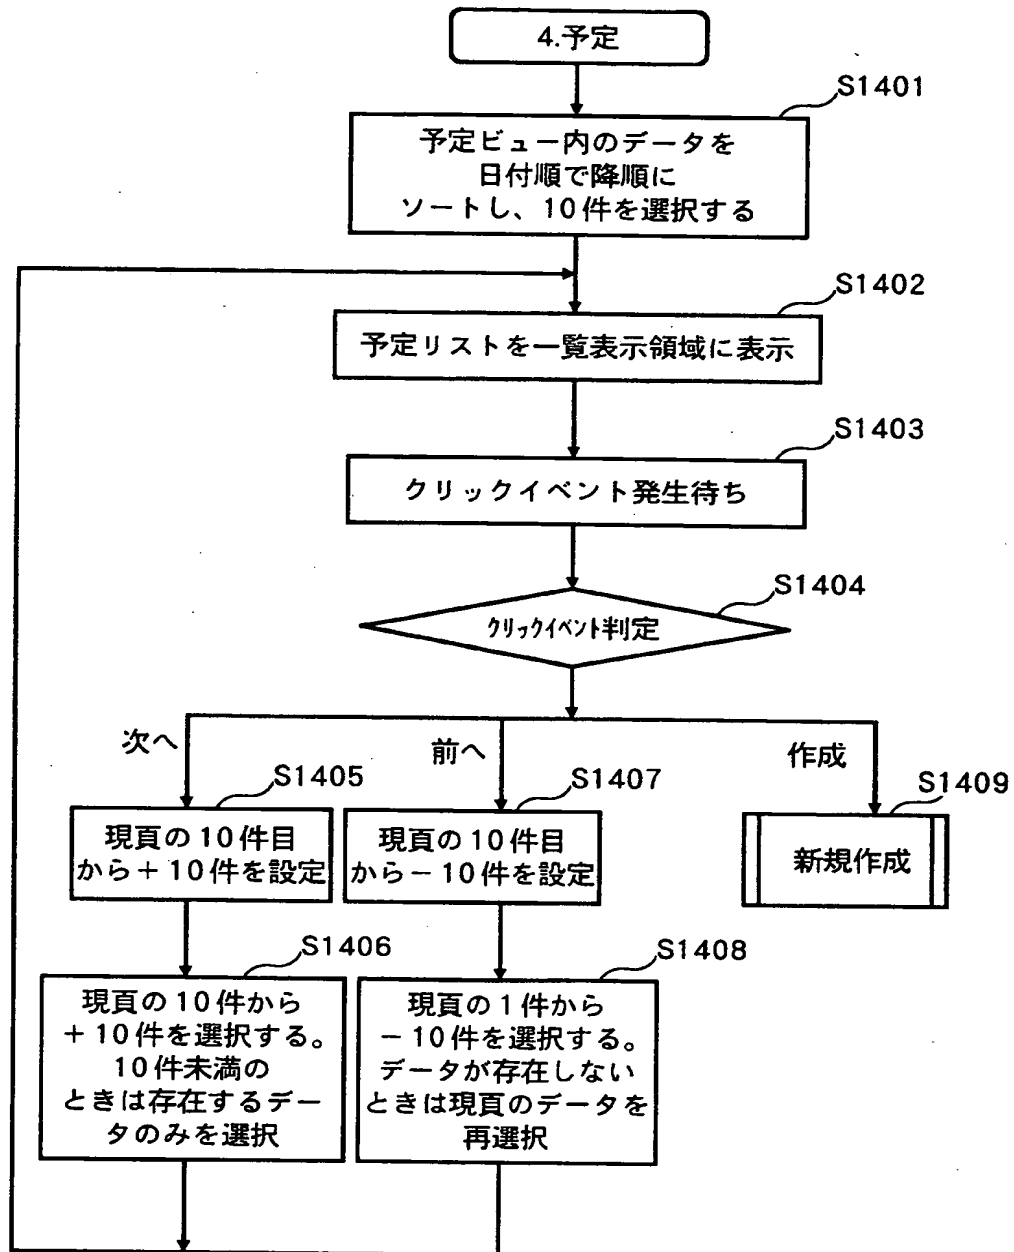 4.予定
S1401
予定ビュー内のデータを
日付順で降順に
ソートし、10件を選択する
S1402
予定リストを一覧表示領域に表示
S1403
クリックイベント発生待ち
S1404
クリックイベント判定
次へ
前へ
作成
S1405
S1407
S1409
現頁の10件目
から＋10件を設定
現頁の10件目
から－10件を設定
新規作成
S1406
S1408
現頁の10件から
＋10件を選択する。
10件未満の
ときは存在するデー
タのみを選択
現頁の1件から
－10件を選択する。
データが存在しない
ときは現頁のデータを
再選択